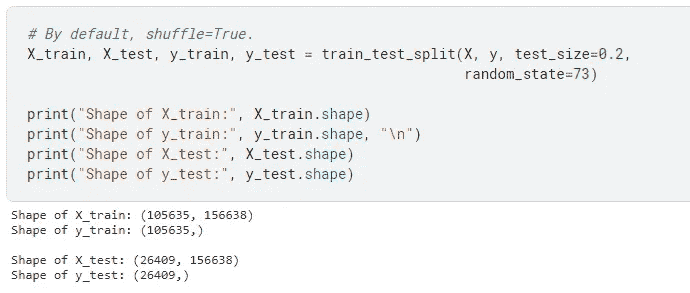 # By default, shuffle=True.
X_train, X_test, y_train, y_test = train_test_split(X, y, test_size=0.2,
random_state=73)
print("Shape of X_train:", X_train.shape)
print("Shape of y_train:", y_train.shape, "\n")
print("Shape of X_test:", X_test.shape)
print("Shape of y_test:", y_test.shape)
Shape of X_train: (105635, 156638)
Shape of y_train: (105635,)
Shape of X_test: (26409, 156638)
Shape of y_test: (26409,)